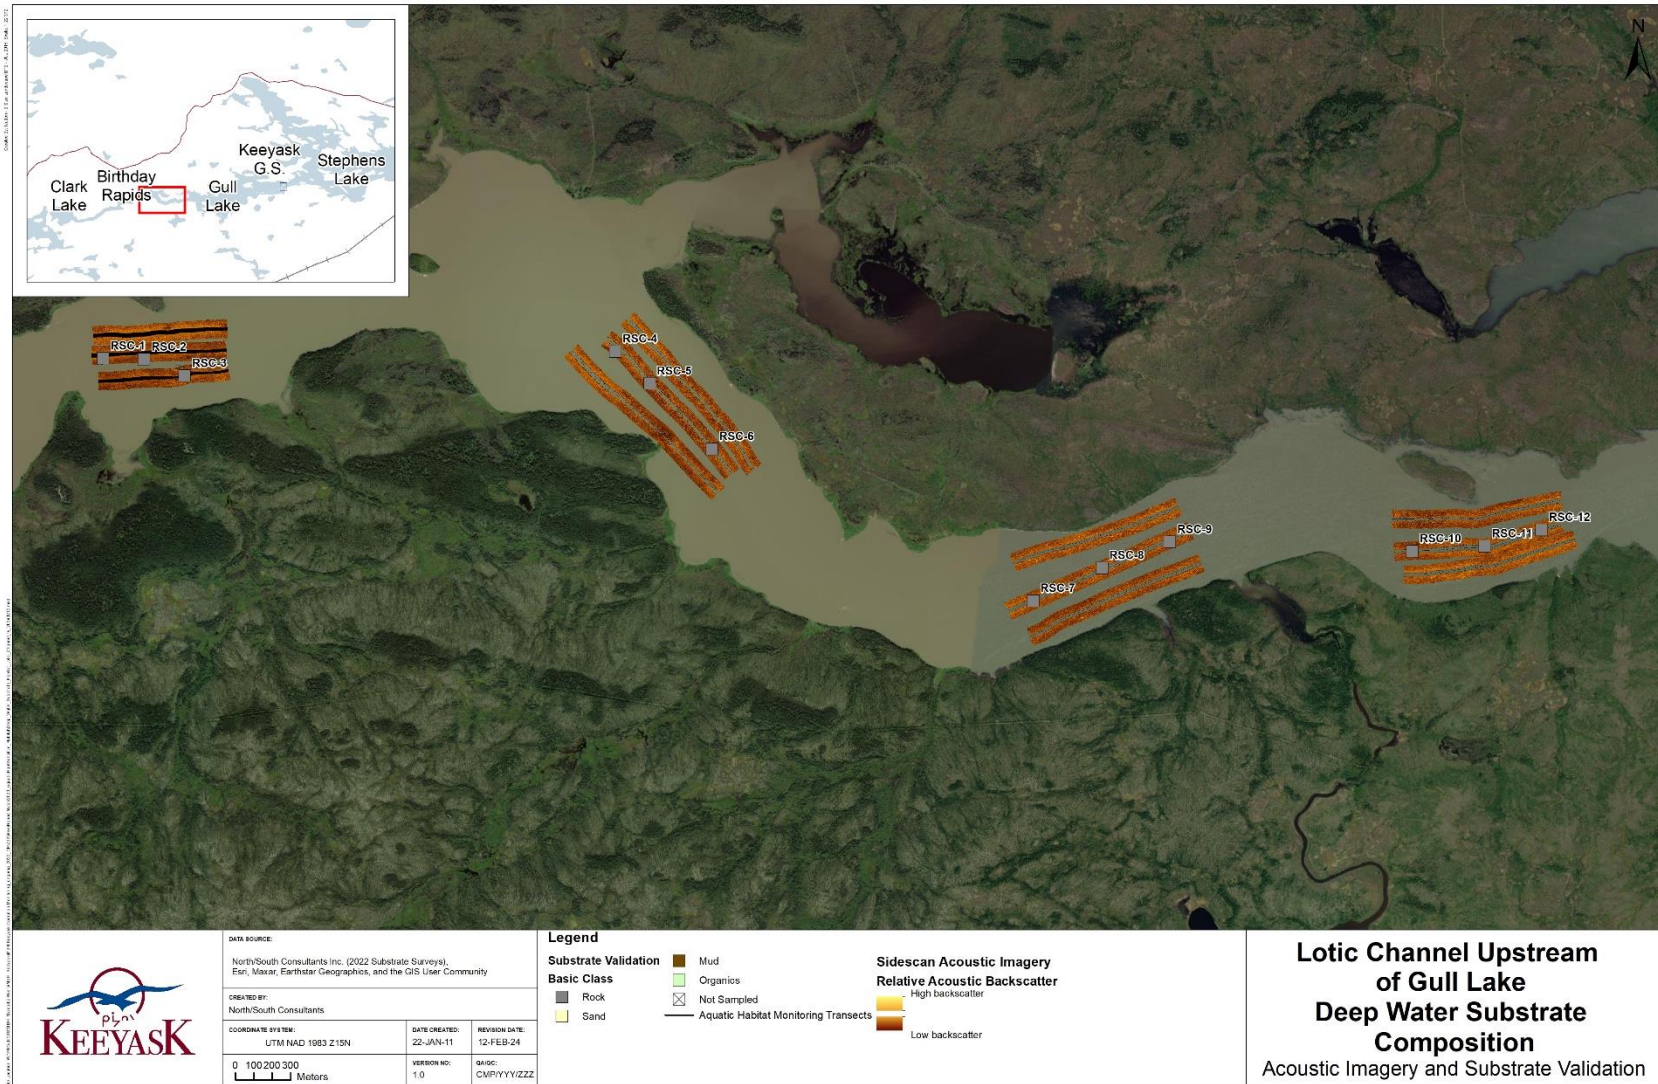 N
Keeyask
G.S.
Stephens
Lake
Birthday
Rapids
Clark
Lake
Gull
Lake
RSC-1
RSC-2
RSC-3
RSC-4
RSC-5
RSC-6
RSC-7
RSC-8
RSC-9
RSC-10
RSC-11
RSC-12
KEEYASK
DATA SOURCE:
North/South Consultants Inc. (2022 Substrate Surveys),
Esri, Maxar, Earthstar Geographics, and the GIS User Community
CREATED BY:
North/South Consultants
COORDINATE SYSTEM:
UTM NAD 1983 Z15N
DATE CREATED:
22-JAN-11
REVISION DATE:
12-FEB-24
0 100 200 300
Meters
VERSION NO:
1.0
QA/QC:
CMP/YYY/ZZZ
Legend
Substrate Validation
Basic Class
Rock
Sand
Mud
Organics
Not Sampled
Aquatic Habitat Monitoring Transects
Sidescan Acoustic Imagery
Relative Acoustic Backscatter
High backscatter
Low backscatter
Lotic Channel Upstream
of Gull Lake
Deep Water Substrate
Composition
Acoustic Imagery and Substrate Validation